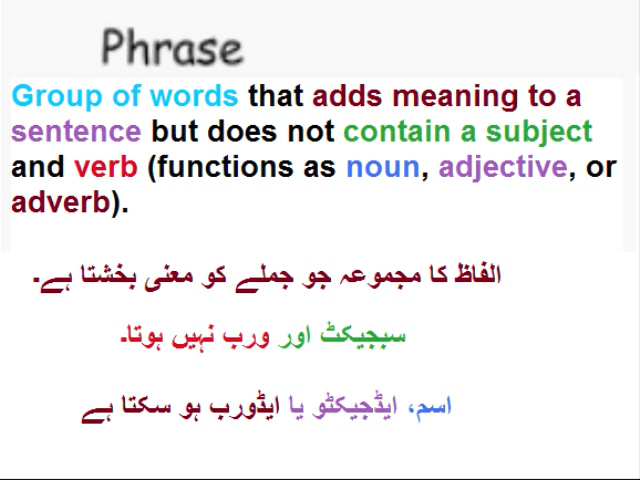 Phrase
Group of words that adds meaning to a
sentence but does not contain a subject
and verb (functions as noun, adjective, or
adverb).
الفاظ کا مجموعہ جو جملے کو معنی بخشتا ہے۔
سبجیکٹ اور ورب نہیں ہوتا۔
اسم، ایڈجیکٹو یا ایڈورب ہو سکتا ہے